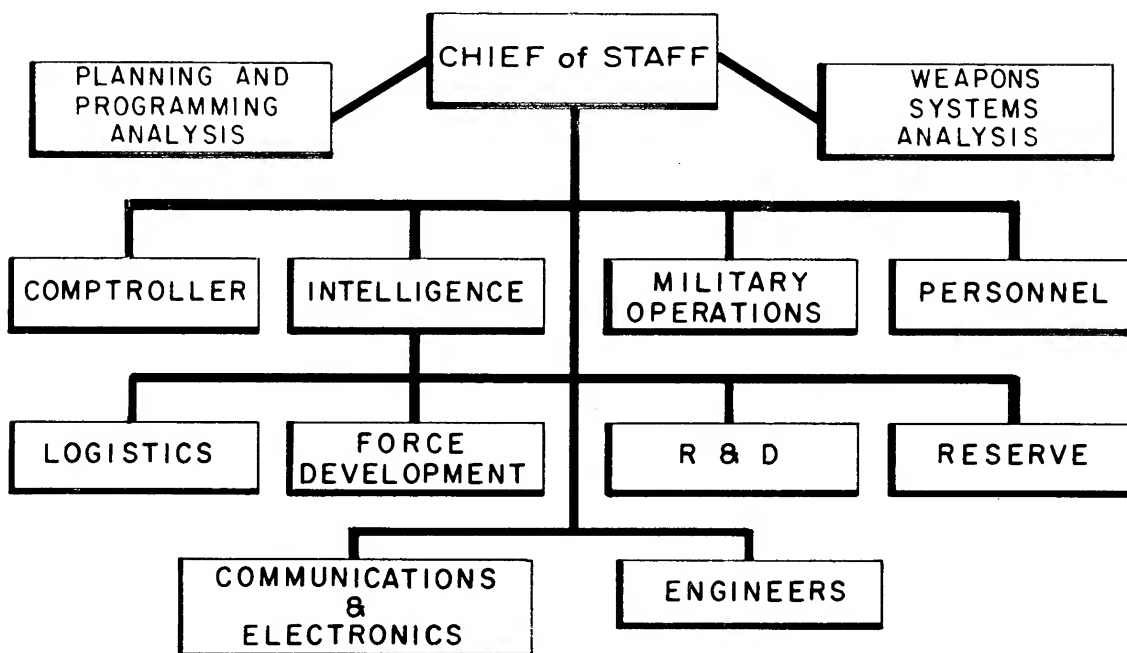 CHIEF of STAFF
PLANNING AND
PROGRAMMING
ANALYSIS
WEAPONS
SYSTEMS
ANALYSIS
COMPTROLLER
INTELLIGENCE
MILITARY
OPERATIONS
PERSONNEL
LOGISTICS
FORCE
DEVELOPMENT
R & D
RESERVE
COMMUNICATIONS
&
ELECTRONICS
ENGINEERS